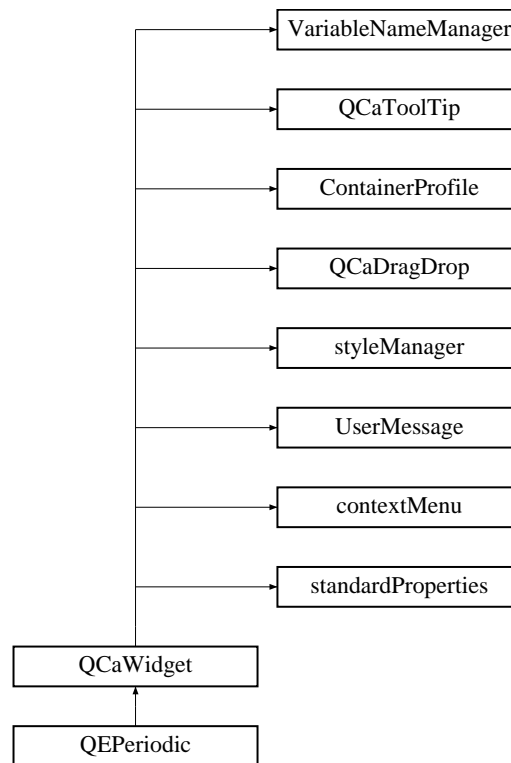 VariableNameManager
QCaToolTip
ContainerProfile
QCaDragDrop
styleManager
UserMessage
contextMenu
standardProperties
QCaWidget
QEPeriodic